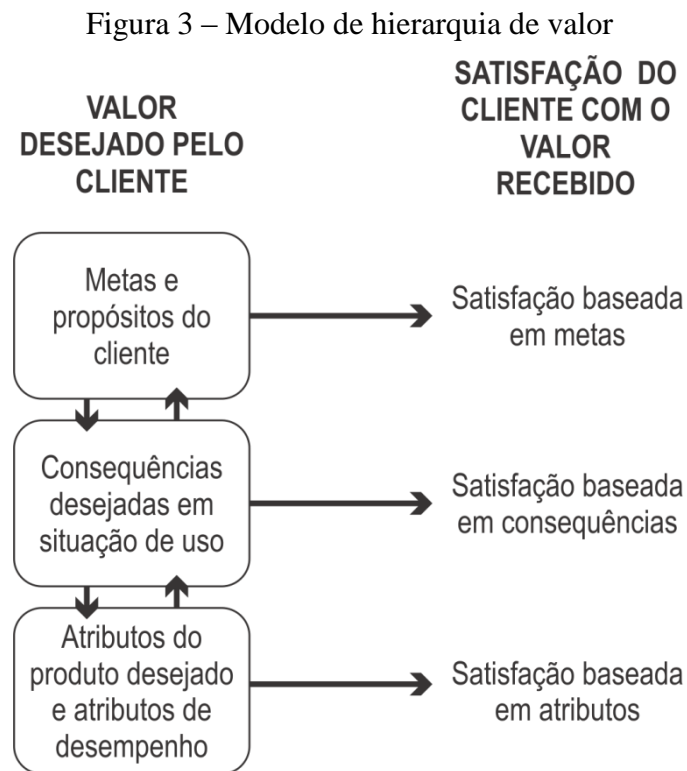 Figura 3 – Modelo de hierarquia de valor
VALOR
DESEJADO PELO
CLIENTE
SATISFAÇÃO DO
CLIENTE COM O
VALOR
RECEBIDO
Metas e
propósitos do
cliente
Satisfação baseada
em metas
Consequências
desejadas em
situação de uso
Satisfação baseada
em consequências
Atributos do
produto desejado
e atributos de
desempenho
Satisfação baseada
em atributos